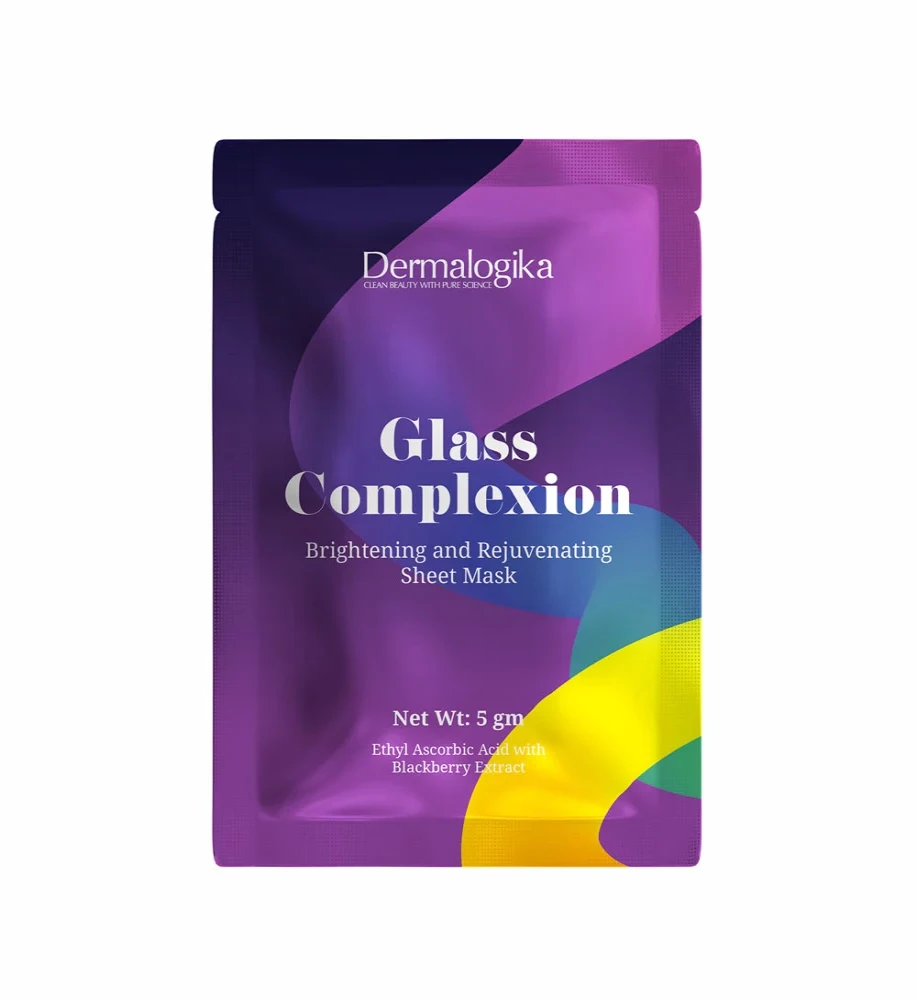 Dermalogika
CLEAN BEAUTY WITH PURE SCIENCE
Glass
Complexion
Brightening and Rejuvenating
Sheet Mask
Net Wt: 5 gm
Ethyl Ascorbic Acid with
Blackberry Extract